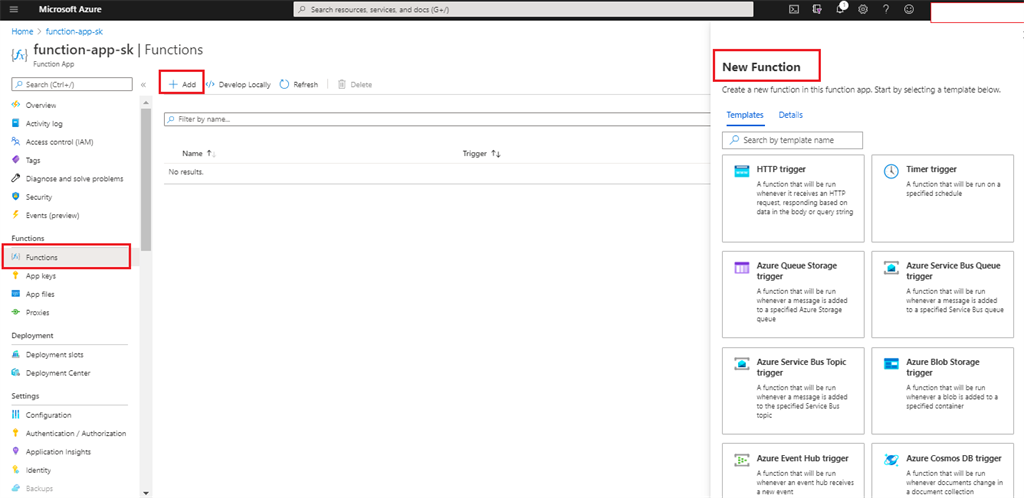 Microsoft Azure
Search resources, services, and docs (G+/)
1
Home > function-app-sk
function-app-sk | Functions
Function App
Search (Ctrl+/)
«
Overview
Activity log
Access control (IAM)
Tags
Diagnose and solve problems
Security
Events (preview)
Functions
Functions
App keys
App files
Proxies
Deployment
Deployment slots
Deployment Center
Settings
Configuration
Authentication / Authorization
Application Insights
Identity
Backups
Add
Develop Locally
Refresh
Delete
Filter by name...
Name ↑↓
Trigger ↑↓
No results.
New Function
Create a new function in this function app. Start by selecting a template below.
Templates
Details
Search by template name
HTTP trigger
A function that will be run
whenever it receives an HTTP
request, responding based on
data in the body or query string
Timer trigger
A function that will be run on a
specified schedule
Azure Queue Storage
trigger
A function that will be run
whenever a message is added
to a specified Azure Storage
queue
Azure Service Bus Queue
trigger
A function that will be run
whenever a message is added
to a specified Service Bus queue
Azure Service Bus Topic
trigger
A function that will be run
whenever a message is added
to the specified Service Bus
topic
Azure Blob Storage
trigger
A function that will be run
whenever a blob is added to a
specified container
Azure Event Hub trigger
A function that will be run
whenever an event hub receives
a new event
Azure Cosmos DB trigger
A function that will be run
whenever documents change in
a document collection